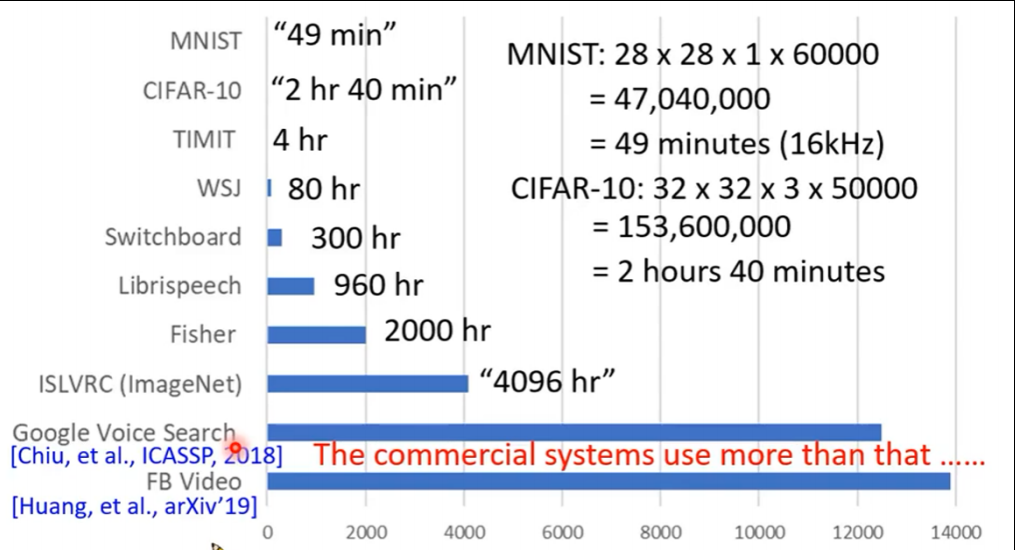 MNIST "49 min"
CIFAR-10 "2 hr 40 min"
TIMIT 4 hr
WSJ 80 hr
Switchboard 300 hr
Librispeech 960 hr
Fisher 2000 hr
ISLVRC (ImageNet) "4096 hr"
Google Voice Search
[Chiu, et al., ICASSP, 2018] The commercial systems use more than that ......
FB Video
[Huang, et al., arXiv'19]
0 2000 4000 6000 8000 10000 12000 14000
MNIST: 28 x 28 x 1 x 60000
= 47,040,000
= 49 minutes (16kHz)
CIFAR-10: 32 x 32 x 3 x 50000
= 153,600,000
= 2 hours 40 minutes